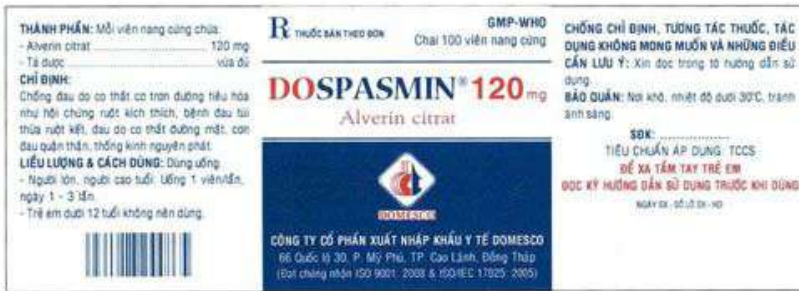 THÀNH PHẦN: Mỗi viên nang cứng chứa:
- Alverin citrat ........................ 120 mg
- Tá dược ........................ vừa đủ
CHỈ ĐỊNH:
Chống đau do co thắt cơ trơn đường tiêu hóa
như hội chứng ruột kích thích, bệnh đau túi
thừa ruột kết, đau do co thắt đường mật, cơn
đau quặn thận, thống kinh nguyên phát.
LIỀU LƯỢNG & CÁCH DÙNG: Dùng uống.
- Người lớn, người cao tuổi: Uống 1 viên/lần,
ngày 1 - 3 lần.
- Trẻ em dưới 12 tuổi không nên dùng.
GMP-WHO
R THUỐC BÁN THEO ĐƠN Chai 100 viên nang cứng
DOSPASMIN® 120 mg
Alverin citrat
DOMESCO
CÔNG TY CỔ PHẦN XUẤT NHẬP KHẨU Y TẾ DOMESCO
66 Quốc lộ 30, P. Mỹ Phú, TP. Cao Lãnh, Đồng Tháp
(Đạt chứng nhận ISO 9001: 2008 & ISO/IEC 17025: 2005)
CHỐNG CHỈ ĐỊNH, TƯƠNG TÁC THUỐC, TÁC
DỤNG KHÔNG MONG MUỐN VÀ NHỮNG ĐIỀU
CẦN LƯU Ý: Xin đọc trong tờ hướng dẫn sử
dụng.
BẢO QUẢN: Nơi khô, nhiệt độ dưới 30°C, tránh
ánh sáng.
SĐK: ..................
TIÊU CHUẨN ÁP DỤNG: TCCS
ĐỂ XA TẦM TAY TRẺ EM
ĐỌC KỸ HƯỚNG DẪN SỬ DỤNG TRƯỚC KHI DÙNG
NGÀY SX - SỐ LÔ SX - HD